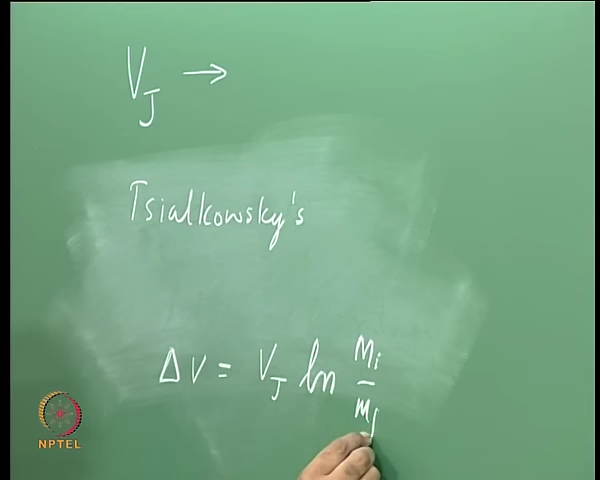 V_J →
Tsialkowsky's
ΔV = V_J ln M_i / M_f
NPTEL